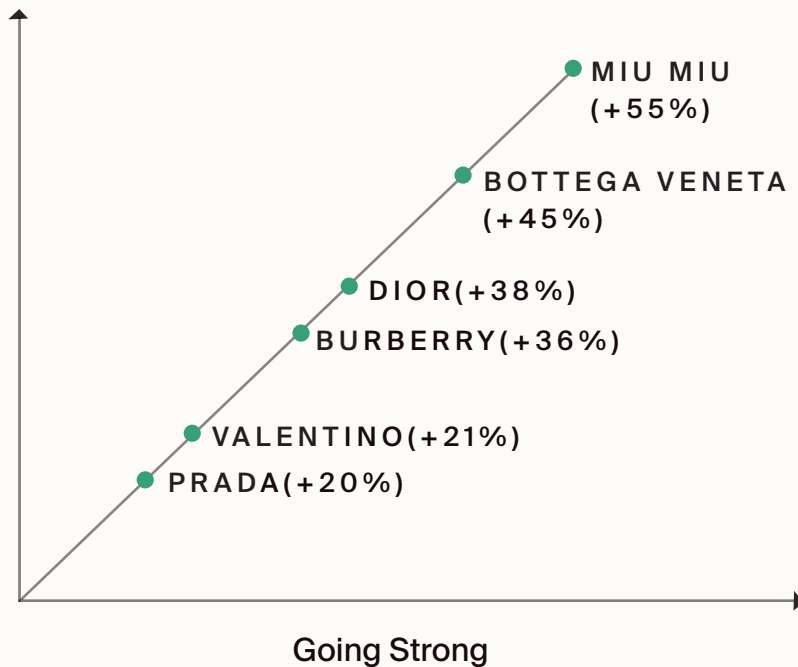 MIU MIU
(+55%)
BOTTEGA VENETA
(+45%)
DIOR(+38%)
BURBERRY(+36%)
VALENTINO(+21%)
PRADA(+20%)
Going Strong